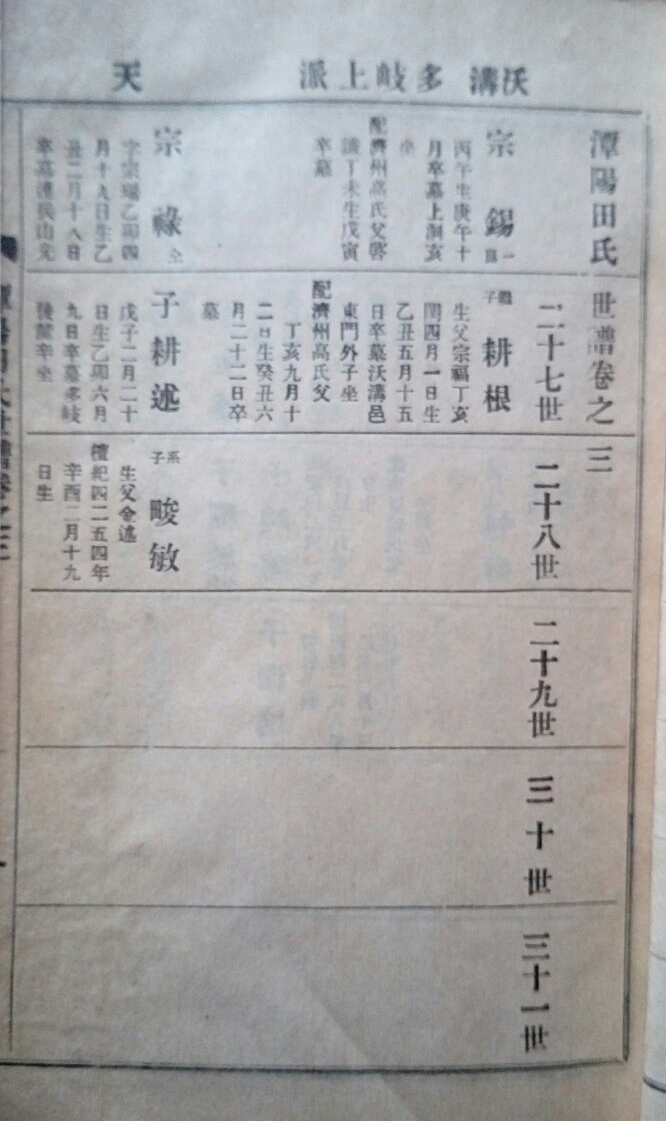 沃溝 多岐上派 天
潭陽田氏世譜卷之三
二十七世
二十八世
二十九世
三十世
三十一世
宗錫
丙午生庚午十
月卒墓上洞亥
坐
配濟州高氏父啓
議丁未生戊寅
卒墓
宗祿
字宗瑞乙卯四
月十九日生乙
丑二月十八日
子耕根
生父宗福丁亥
閏四月一日生
乙丑五月十五
日卒墓沃溝邑
東門外子坐
配濟州高氏父
丁亥九月十
二日生癸丑六
月二十二日卒
墓
子耕述
戊子二月二十
日生乙卯六月
九日卒墓多岐
後麓辛坐
系子
畯敏
生父金述
檀紀四二五四年
辛酉二月十九
日生